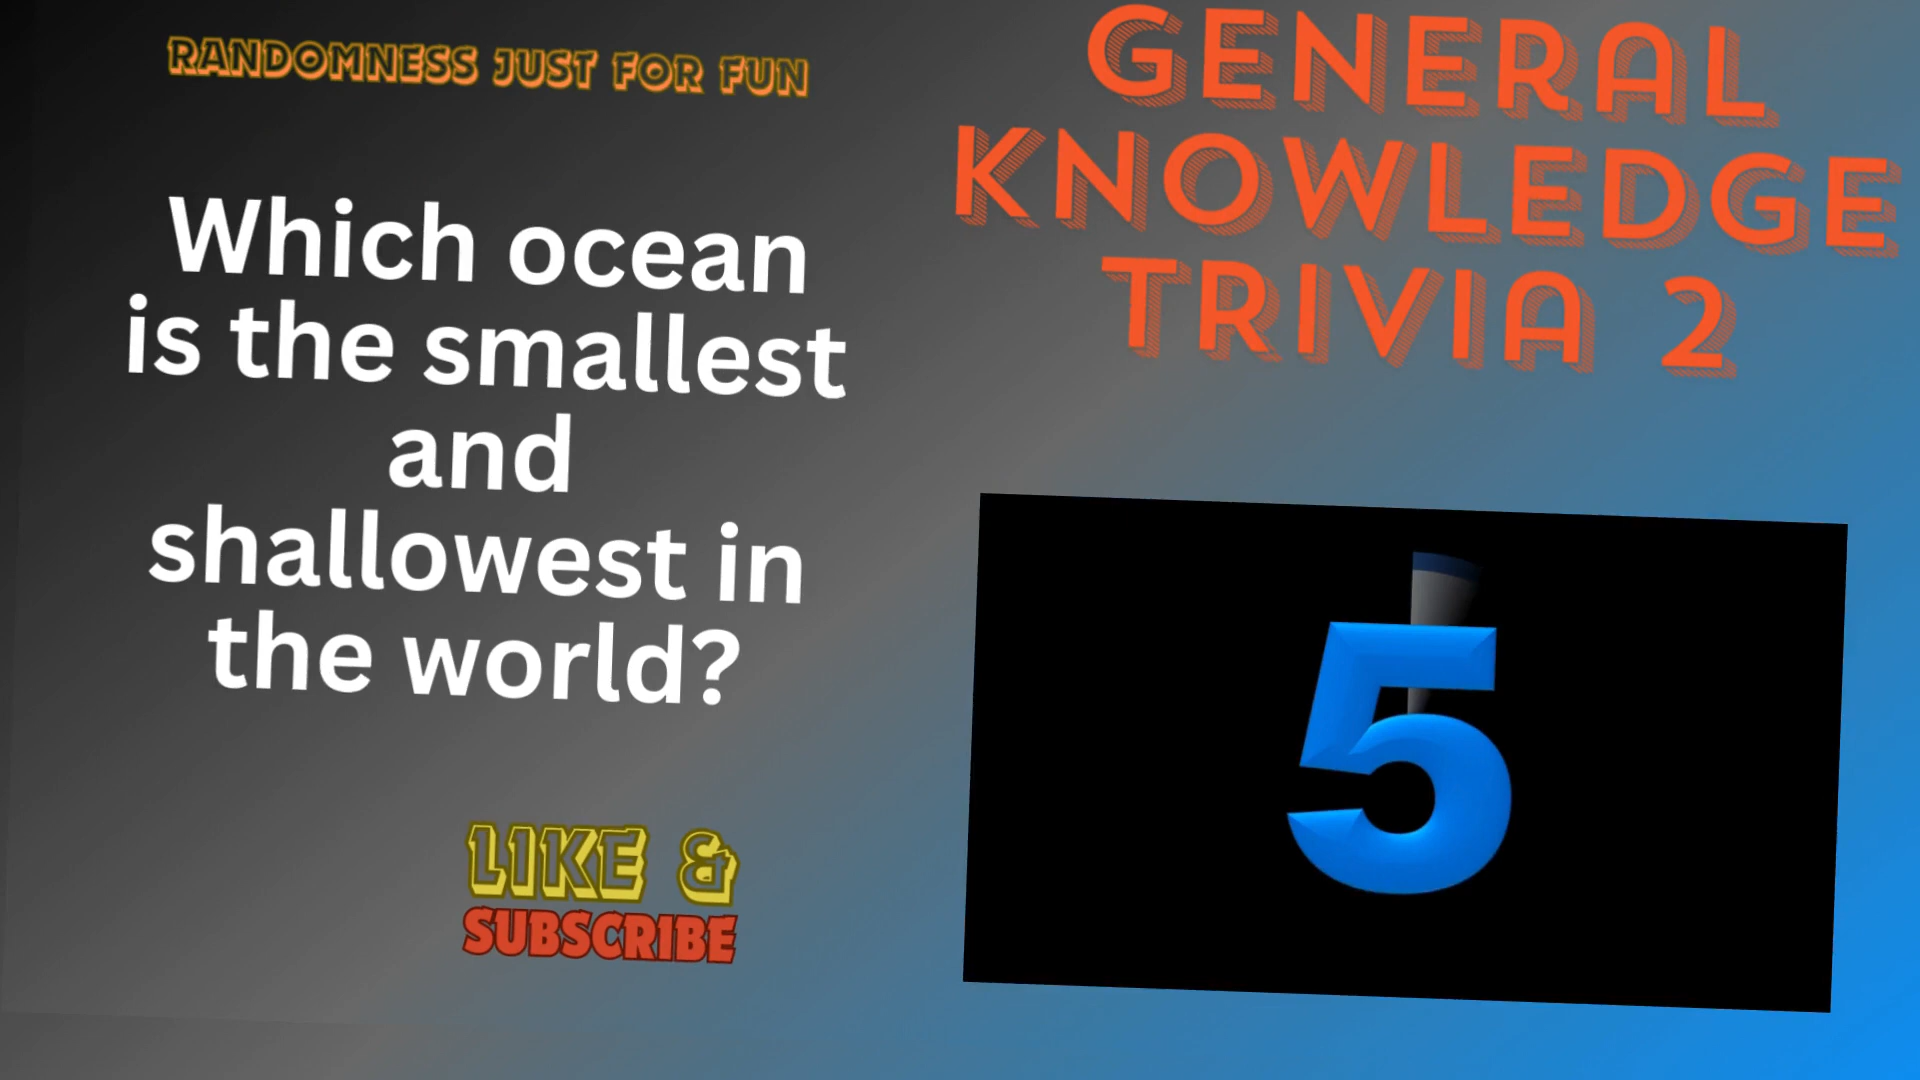 RANDOMNESS JUST FOR FUN
Which ocean
is the smallest
and
shallowest in
the world?
LIKE &
SUBSCRIBE
GENERAL
KNOWLEDGE
TRIVIA 2
5